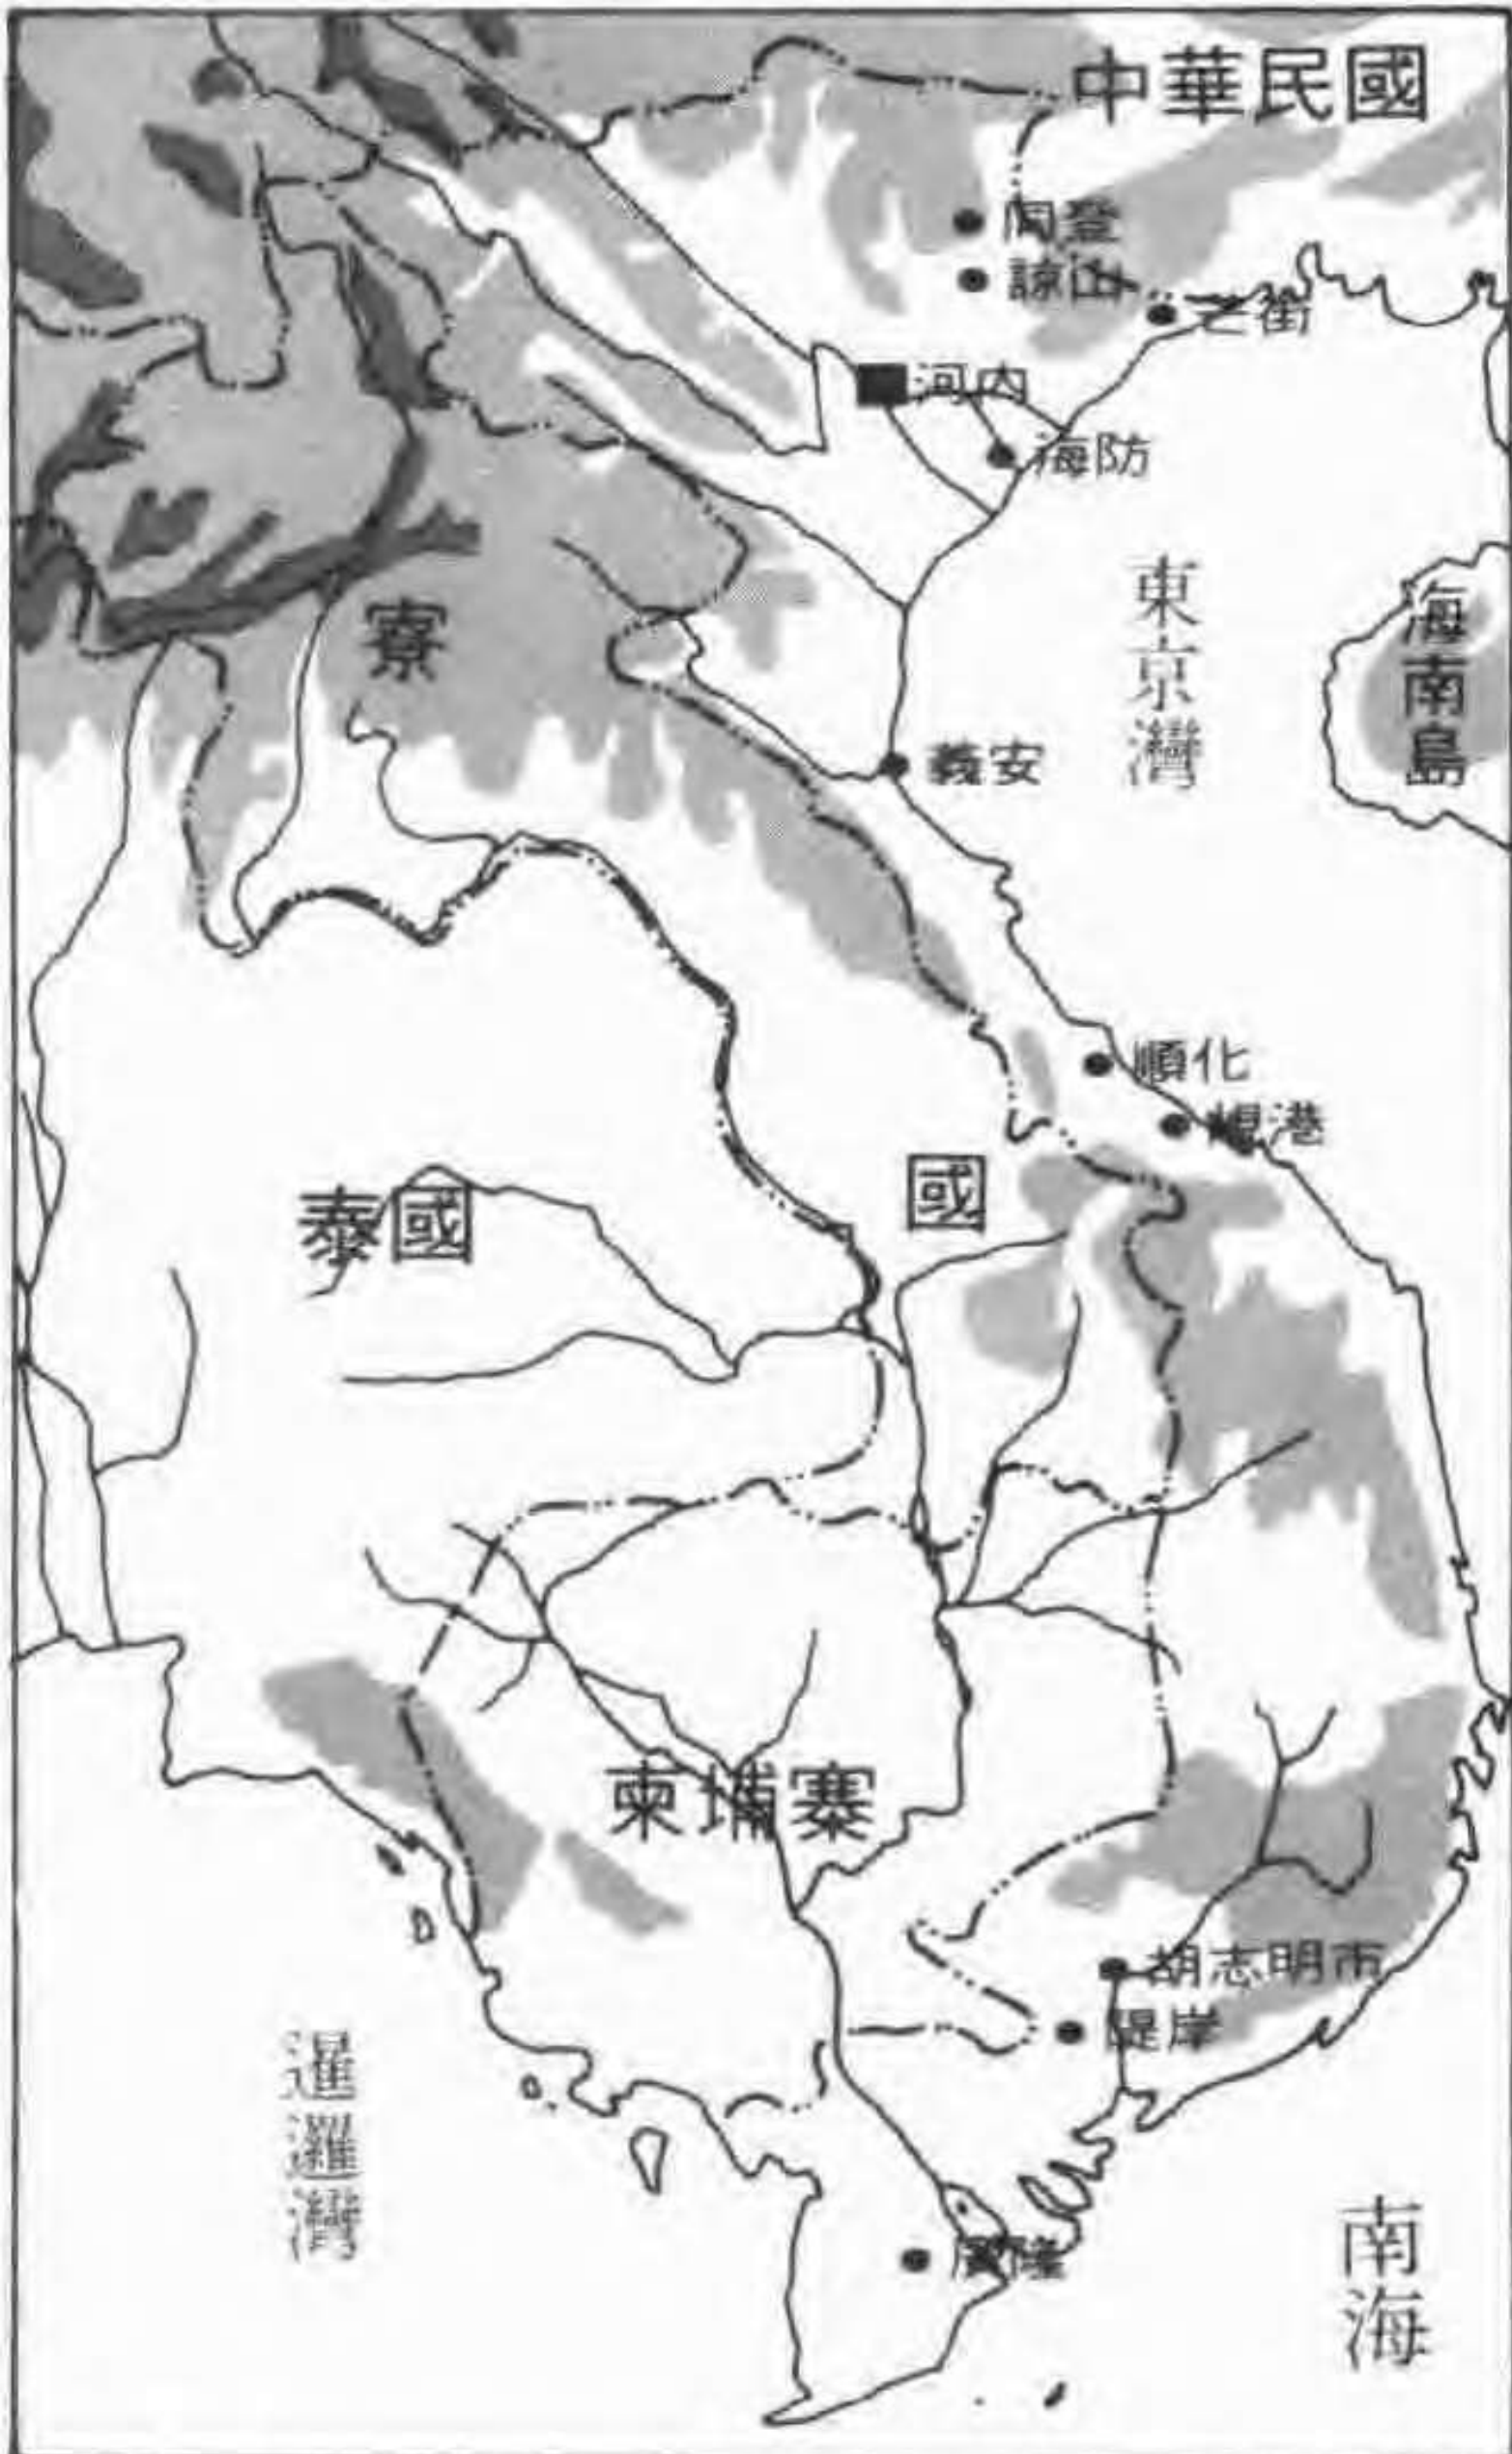 中華民國
同登
諒山
芒街
河內
海防
東京灣
海南島
寮國
義安
順化
峴港
泰國
柬埔寨
胡志明市
堤岸
暹邏灣
南海